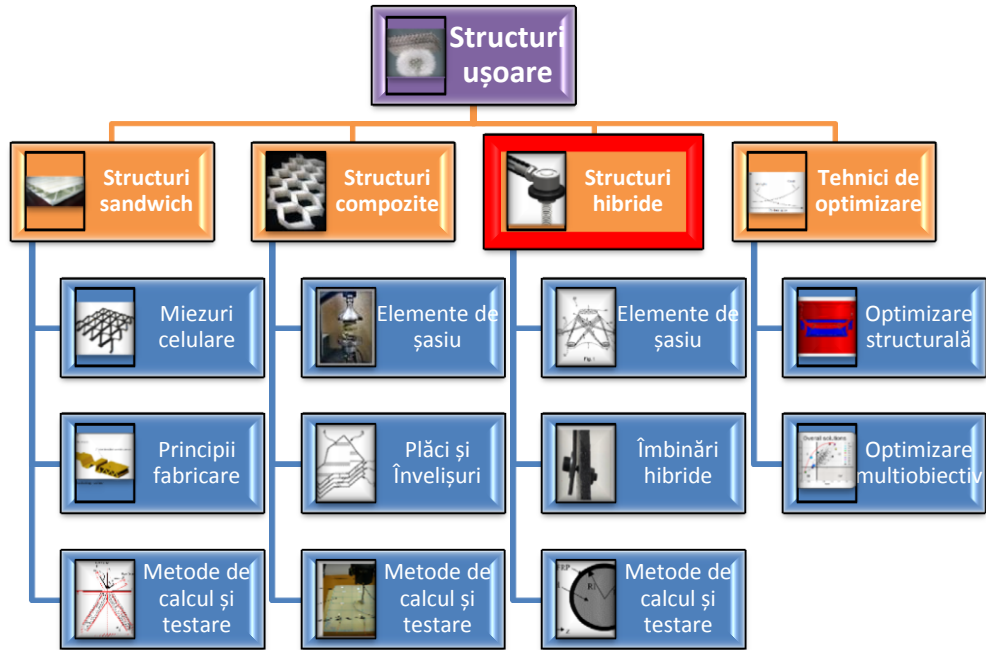 Structuri
ușoare
Structuri
sandwich
Structuri
compozite
Structuri
hibride
Tehnici de
optimizare
Miezuri
celulare
Elemente de
șasiu
Elemente de
șasiu
Optimizare
structurală
Principii
fabricare
Plăci și
Învelișuri
Îmbinări
hibride
Optimizare
multiobiectiv
Metode de
calcul și
testare
Metode de
calcul și
testare
Metode de
calcul și
testare